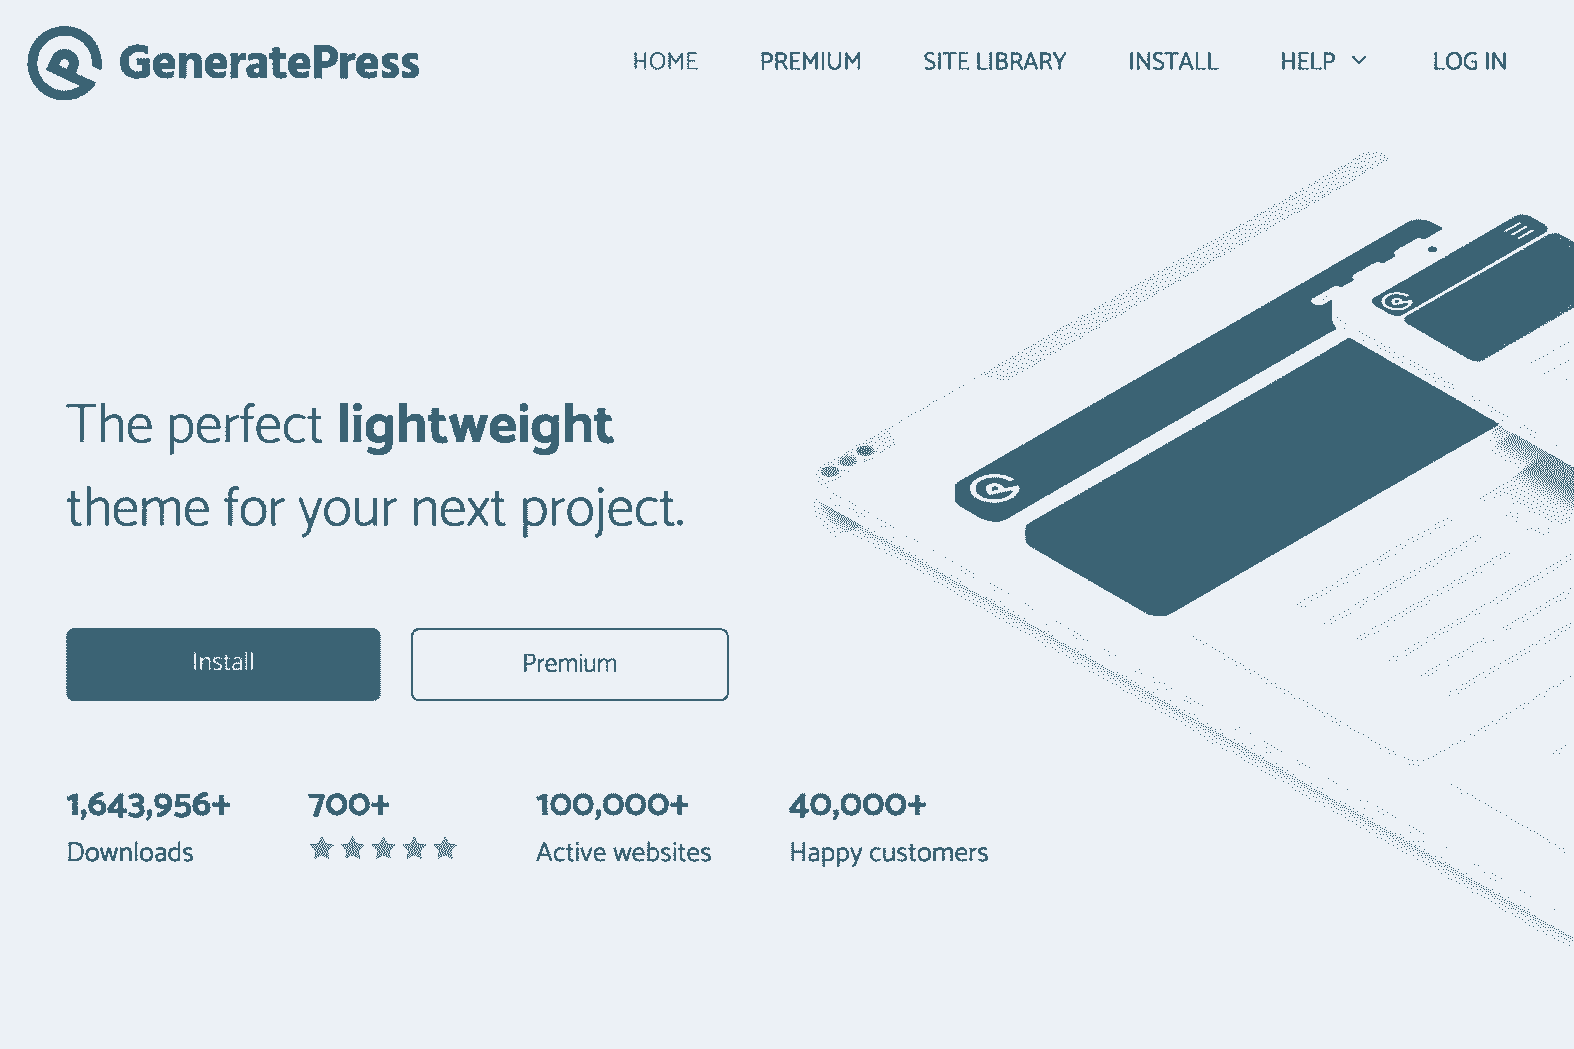 GeneratePress
HOME PREMIUM SITE LIBRARY INSTALL HELP LOG IN
The perfect lightweight
theme for your next project.
Install Premium
1,643,956+ 700+ 100,000+ 40,000+
Downloads Active websites Happy customers